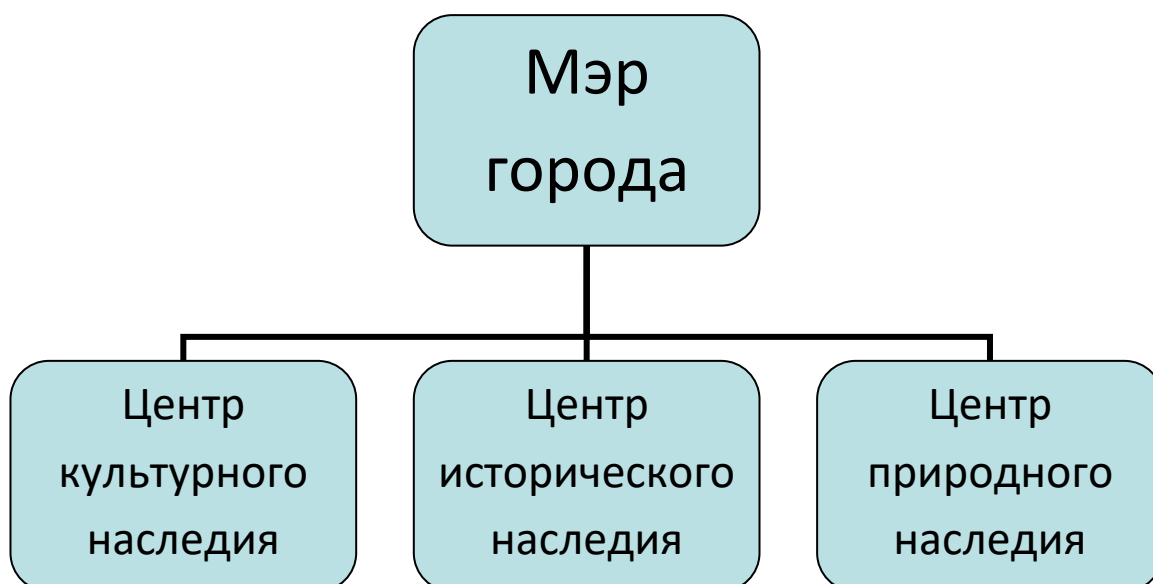 Мэр
города
Центр
культурного
наследия
Центр
исторического
наследия
Центр
природного
наследия